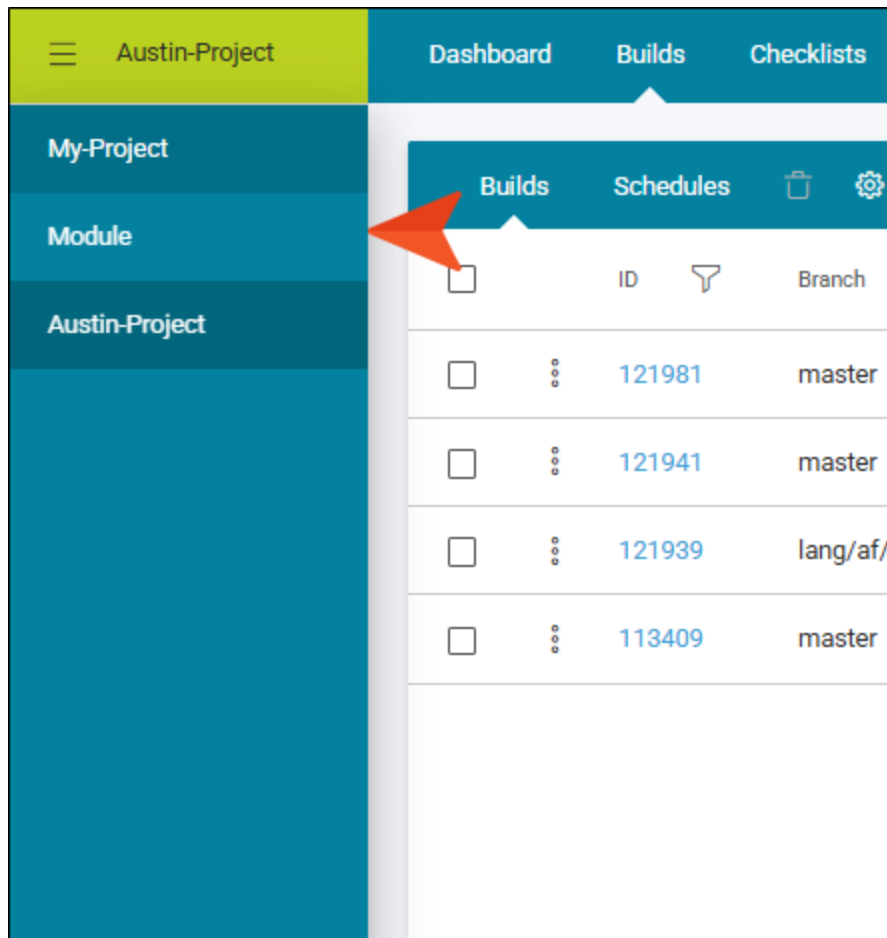 Austin-Project
Dashboard Builds Checklists
My-Project
Module
Austin-Project
Builds Schedules
ID Branch
121981 master
121941 master
121939 lang/af/
113409 master